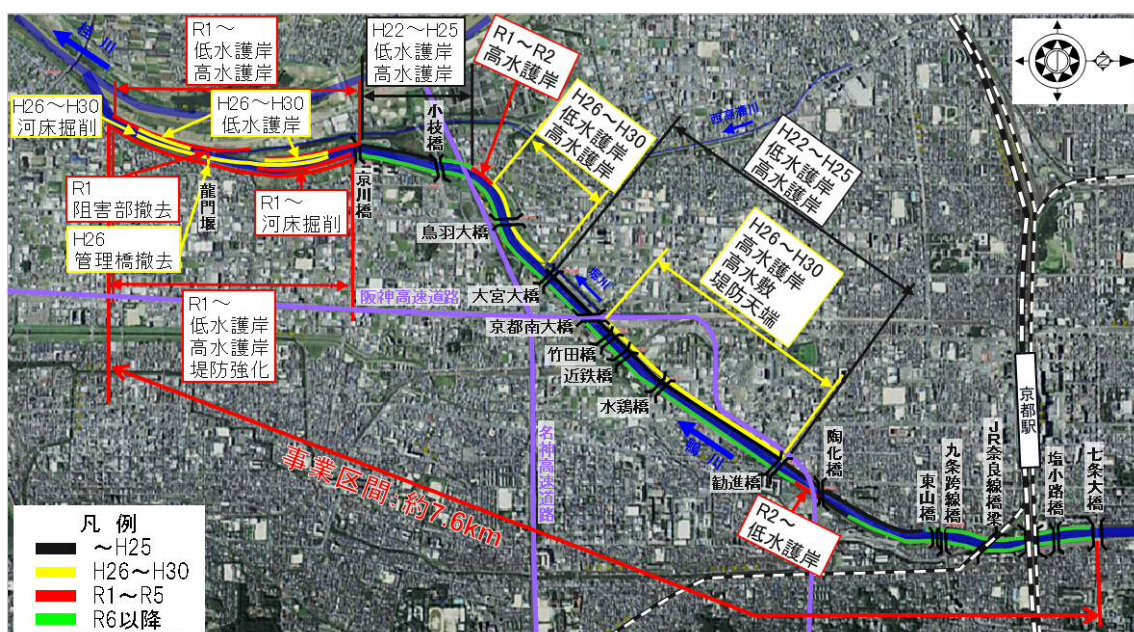 桂川
R1～
低水護岸
高水護岸
H22～H25
低水護岸
高水護岸
R1～R2
高水護岸
H26～H30
低水護岸
高水護岸
西高瀬川
H22～H25
低水護岸
高水護岸
H26～H30
河床掘削
H26～H30
低水護岸
小枝橋
京川橋
R1
阻害部撤去
龍門堰
R1～
河床掘削
H26
管理橋撤去
鳥羽大橋
H26～H30
高水護岸
高水敷
堤防天端
堀川
大宮大橋
阪神高速道路
京都南大橋
竹田橋
近鉄橋
水鶏橋
R1～
低水護岸
高水護岸
堤防強化
鴨川
名神高速道路
勧進橋
陶化橋
東山橋
九条跨線橋
JR奈良線橋梁
京都駅
塩小路橋
七条大橋
R2～
低水護岸
事業区間：約7.6km
凡例
～H25
H26～H30
R1～R5
R6以降